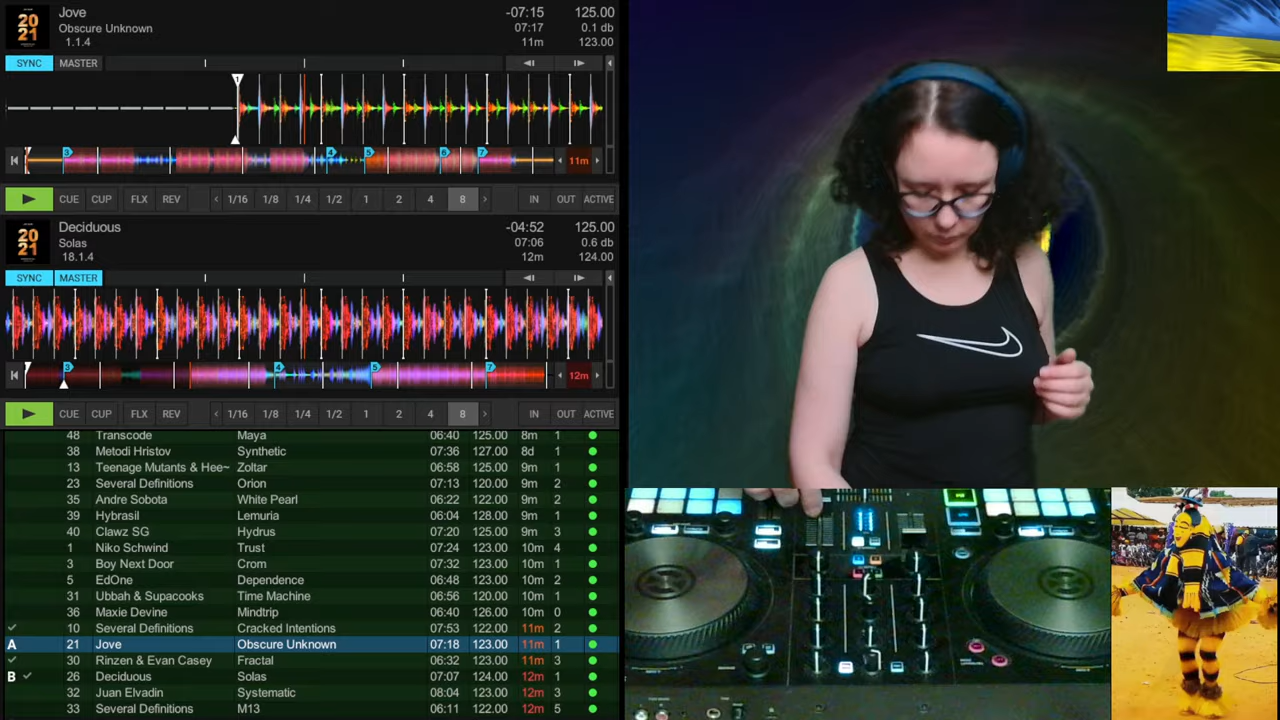 20
21
Jove
Obscure Unknown
1.1.4
-07:15
07:17
11m
125.00
0.1 db
123.00
SYNC
MASTER
1
3
4
5
6
7
11m
CUE
CUP
FLX
REV
1/16
1/8
1/4
1/2
1
2
4
8
IN
OUT
ACTIVE
20
21
Deciduous
Solas
18.1.4
-04:52
07:06
12m
125.00
0.6 db
124.00
SYNC
MASTER
3
4
5
7
12m
CUE
CUP
FLX
REV
1/16
1/8
1/4
1/2
1
2
4
8
IN
OUT
ACTIVE
48 Transcode Maya 06:40 125.00 8m 1
38 Metodi Hristov Synthetic 07:36 127.00 8d 1
13 Teenage Mutants & Hee~ Zoltar 06:58 125.00 9m 1
23 Several Definitions Orion 07:13 120.00 9m 2
35 Andre Sobota White Pearl 06:22 122.00 9m 2
39 Hybrasil Lemuria 06:04 128.00 9m 1
40 Clawz SG Hydrus 07:20 125.00 9m 3
1 Niko Schwind Trust 07:24 123.00 10m 4
3 Boy Next Door Crom 07:32 123.00 10m 1
5 EdOne Dependence 06:48 123.00 10m 2
31 Ubbah & Supacooks Time Machine 06:56 120.00 10m 1
36 Maxie Devine Mindtrip 06:40 126.00 10m 0
10 Several Definitions Cracked Intentions 07:53 122.00 11m 2
A 21 Jove Obscure Unknown 07:18 123.00 11m 1
30 Rinzen & Evan Casey Fractal 06:32 123.00 11m 3
B 26 Deciduous Solas 07:07 124.00 12m 1
32 Juan Elvadin Systematic 08:04 123.00 12m 3
33 Several Definitions M13 06:11 122.00 12m 5